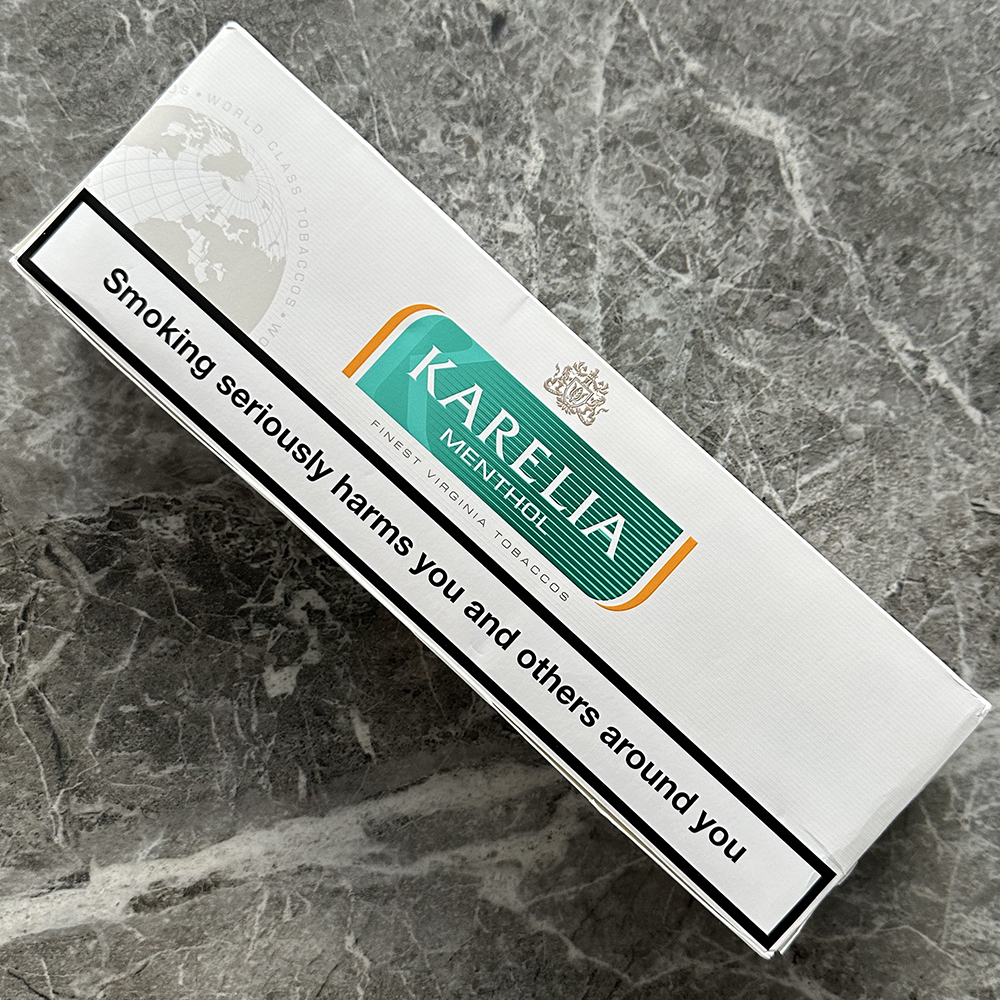 WORLD CLASS TOBACCOS
KARELIA
MENTHOL
FINEST VIRGINIA TOBACCOS
Smoking seriously harms you and others around you